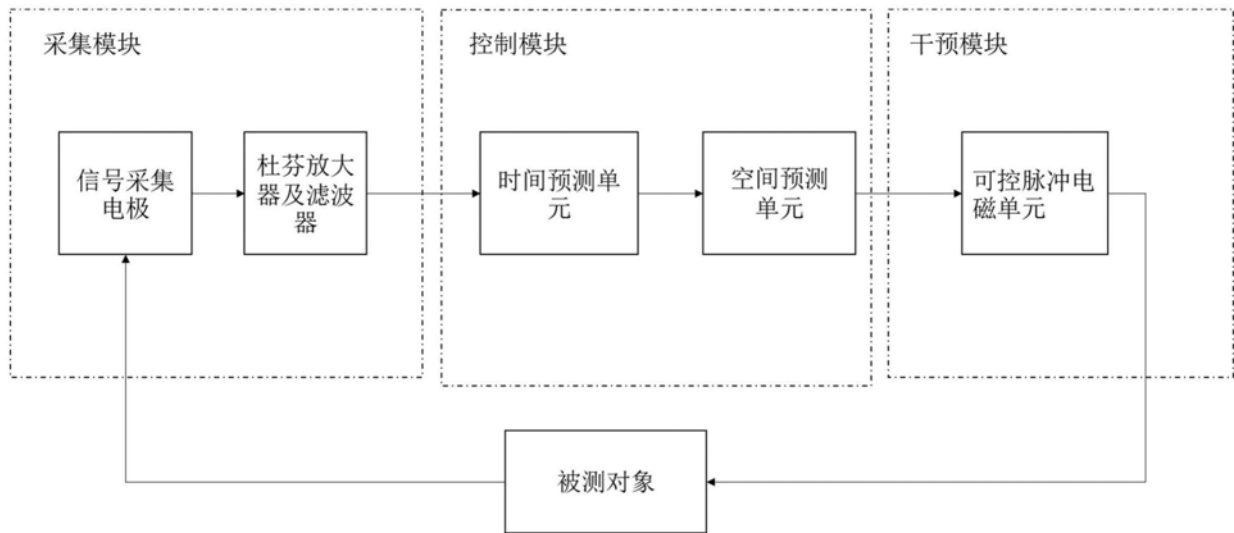 采集模块
控制模块
干预模块
信号采集
电极
杜芬放大
器及滤波
器
时间预测单
元
空间预测
单元
可控脉冲电
磁单元
被测对象